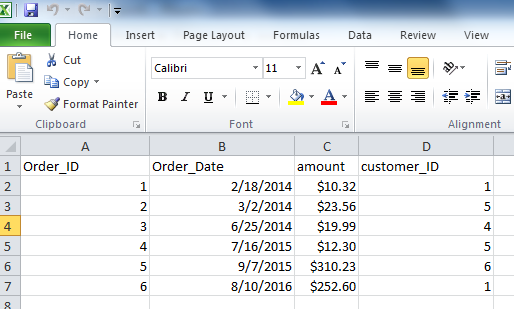 File Home Insert Page Layout Formulas Data Review View
Cut
Copy
Format Painter
Paste
Calibri 11 A A
B I U A
Clipboard Font Alignment
A B C D
1 Order_ID Order_Date amount customer_ID
2 1 2/18/2014 $10.32 1
3 2 3/2/2014 $23.56 5
4 3 6/25/2014 $19.99 4
5 4 7/16/2015 $12.30 5
6 5 9/7/2015 $310.23 6
7 6 8/10/2016 $252.60 1
8